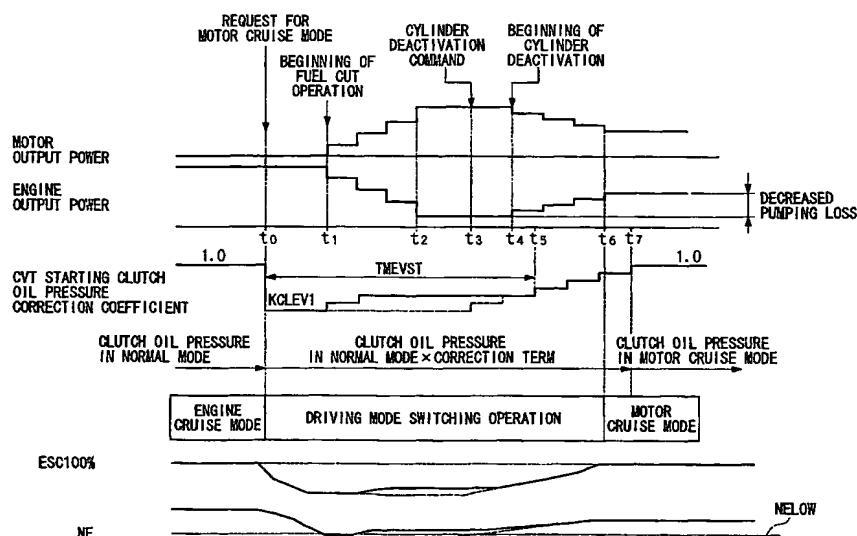 REQUEST FOR
MOTOR CRUISE MODE
BEGINNING OF
FUEL CUT
OPERATION
CYLINDER
DEACTIVATION
COMMAND
BEGINNING OF
CYLINDER
DEACTIVATION
MOTOR
OUTPUT POWER
ENGINE
OUTPUT POWER
DECREASED
PUMPING LOSS
t0 t1 t2 t3 t4 t5 t6 t7
1.0
TMEVST
1.0
CVT STARTING CLUTCH
OIL PRESSURE
CORRECTION COEFFICIENT
KCLEV1
CLUTCH OIL PRESSURE
IN NORMAL MODE
CLUTCH OIL PRESSURE
IN NORMAL MODE×CORRECTION TERM
CLUTCH OIL PRESSURE
IN MOTOR CRUISE MODE
ENGINE
CRUISE MODE
DRIVING MODE SWITCHING OPERATION
MOTOR
CRUISE MODE
ESC100%
NELOW
NE